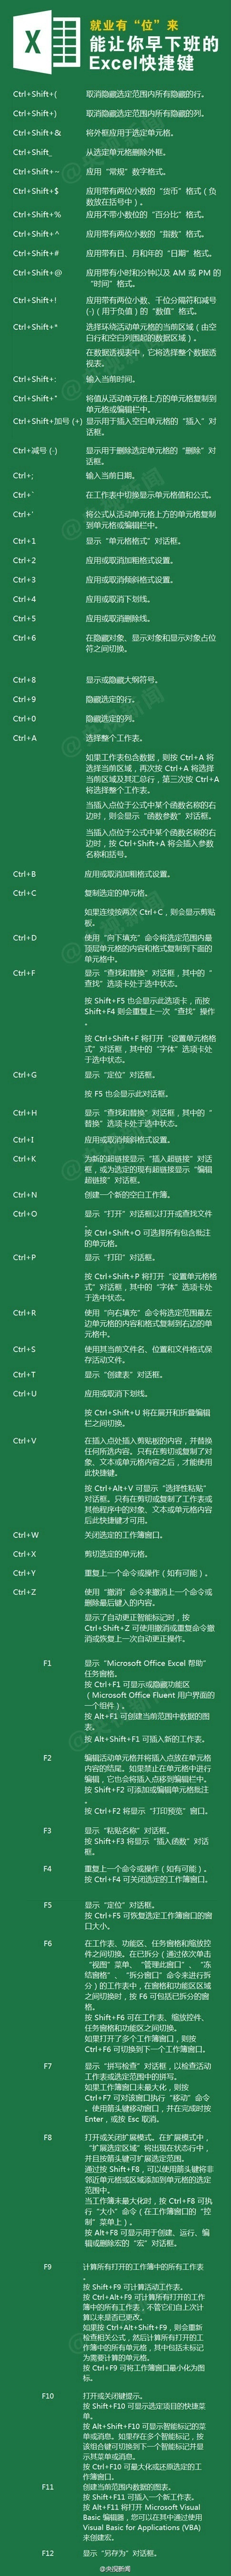 就业有“位”来
能让你早下班的
Excel快捷键
Ctrl+Shift+( 取消隐藏选定范围内所有隐藏的行。
Ctrl+Shift+) 取消隐藏选定范围内所有隐藏的列。
Ctrl+Shift+& 将外框应用于选定单元格。
Ctrl+Shift_ 从选定单元格删除外框。
Ctrl+Shift+~ 应用“常规”数字格式。
Ctrl+Shift+$ 应用带有两位小数的“货币”格式（负
数放在括号中）。
Ctrl+Shift+% 应用不带小数位的“百分比”格式。
Ctrl+Shift+^ 应用带有两位小数的“指数”格式。
Ctrl+Shift+# 应用带有日、月和年的“日期”格式。
Ctrl+Shift+@ 应用带有小时和分钟以及 AM 或 PM 的
“时间”格式。
Ctrl+Shift+! 应用带有两位小数、千位分隔符和减号
(-)（用于负值）的“数值”格式。
Ctrl+Shift+* 选择环绕活动单元格的当前区域（由空
白行和空白列围起的数据区域）。
在数据透视表中，它将选择整个数据透
视表。
Ctrl+Shift+: 输入当前时间。
Ctrl+Shift+" 将值从活动单元格上方的单元格复制到
单元格或编辑栏中。
Ctrl+Shift+加号 (+) 显示用于插入空白单元格的“插入”对
话框。
Ctrl+减号 (-) 显示用于删除选定单元格的“删除”对
话框。
Ctrl+; 输入当前日期。
Ctrl+` 在工作表中切换显示单元格值和公式。
Ctrl+' 将公式从活动单元格上方的单元格复制
到单元格或编辑栏中。
Ctrl+1 显示“单元格格式”对话框。
Ctrl+2 应用或取消加粗格式设置。
Ctrl+3 应用或取消倾斜格式设置。
Ctrl+4 应用或取消下划线。
Ctrl+5 应用或取消删除线。
Ctrl+6 在隐藏对象、显示对象和显示对象占位
符之间切换。
Ctrl+8 显示或隐藏大纲符号。
Ctrl+9 隐藏选定的行。
Ctrl+0 隐藏选定的列。
Ctrl+A 选择整个工作表。
如果工作表包含数据，则按 Ctrl+A 将
选择当前区域，再次按 Ctrl+A 将选择
当前区域及其汇总行，第三次按 Ctrl+A
将选择整个工作表。
当插入点位于公式中某个函数名称的右
边时，则会显示“函数参数”对话框。
当插入点位于公式中某个函数名称的右
边时，按 Ctrl+Shift+A 将会插入参数
名称和括号。
Ctrl+B 应用或取消加粗格式设置。
Ctrl+C 复制选定的单元格。
如果连续按两次 Ctrl+C，则会显示剪贴
板。
Ctrl+D 使用“向下填充”命令将选定范围内最
顶层单元格的内容和格式复制到下面的
单元格中。
Ctrl+F 显示“查找和替换”对话框，其中的“
查找”选项卡处于选中状态。
按 Shift+F5 也会显示此选项卡，而按
Shift+F4 则会重复上一次“查找”操作
。
按 Ctrl+Shift+F 将打开“设置单元格格
式”对话框，其中的“字体”选项卡处
于选中状态。
Ctrl+G 显示“定位”对话框。
按 F5 也会显示此对话框。
Ctrl+H 显示“查找和替换”对话框，其中的“
替换”选项卡处于选中状态。
Ctrl+I 应用或取消倾斜格式设置。
Ctrl+K 为新的超链接显示“插入超链接”对话
框，或为选定的现有超链接显示“编辑
超链接”对话框。
Ctrl+N 创建一个新的空白工作簿。
Ctrl+O 显示“打开”对话框以打开或查找文件
。
按 Ctrl+Shift+O 可选择所有包含批注
的单元格。
Ctrl+P 显示“打印”对话框。
按 Ctrl+Shift+P 将打开“设置单元格格
式”对话框，其中的“字体”选项卡处
于选中状态。
Ctrl+R 使用“向右填充”命令将选定范围最左
边单元格的内容和格式复制到右边的单
元格中。
Ctrl+S 使用其当前文件名、位置和文件格式保
存活动文件。
Ctrl+T 显示“创建表”对话框。
Ctrl+U 应用或取消下划线。
按 Ctrl+Shift+U 将在展开和折叠编辑
栏之间切换。
Ctrl+V 在插入点处插入剪贴板的内容，并替换
任何所选内容。只有在剪切或复制了对
象、文本或单元格内容之后，才能使用
此快捷键。
按 Ctrl+Alt+V 可显示“选择性粘贴”
对话框。只有在剪切或复制了工作表或
其他程序中的对象、文本或单元格内容
后此快捷键才可用。
Ctrl+W 关闭选定的工作簿窗口。
Ctrl+X 剪切选定的单元格。
Ctrl+Y 重复上一个命令或操作（如有可能）。
Ctrl+Z 使用“撤消”命令来撤消上一个命令或
删除最后键入的内容。
显示了自动更正智能标记时，按
Ctrl+Shift+Z 可使用撤消或重复命令撤
消或恢复上一次自动更正操作。
F1 显示“Microsoft Office Excel 帮助”
任务窗格。
按 Ctrl+F1 可显示或隐藏功能区
（Microsoft Office Fluent 用户界面的
一个组件）。
按 Alt+F1 可创建当前范围中数据的图
表。
按 Alt+Shift+F1 可插入新的工作表。
F2 编辑活动单元格并将插入点放在单元格
内容的结尾。如果禁止在单元格中进行
编辑，它也会将插入点移到编辑栏中。
按 Shift+F2 可添加或编辑单元格批注
。
按 Ctrl+F2 将显示“打印预览”窗口。
F3 显示“粘贴名称”对话框。
按 Shift+F3 将显示“插入函数”对话
框。
F4 重复上一个命令或操作（如有可能）。
按 Ctrl+F4 可关闭选定的工作簿窗口。
F5 显示“定位”对话框。
按 Ctrl+F5 可恢复选定工作簿窗口的窗
口大小。
F6 在工作表、功能区、任务窗格和缩放控
件之间切换。在已拆分（通过依次单击
“视图”菜单、“管理此窗口”、“冻
结窗格”、“拆分窗口”命令来进行拆
分）的工作表中，在窗格和功能区区域
之间切换时，按 F6 可包括已拆分的窗
格。
按 Shift+F6 可在工作表、缩放控件、
任务窗格和功能区之间切换。
如果打开了多个工作簿窗口，则按
Ctrl+F6 可切换到下一个工作簿窗口。
F7 显示“拼写检查”对话框，以检查活动
工作表或选定范围中的拼写。
如果工作簿窗口未最大化，则按
Ctrl+F7 可对该窗口执行“移动”命令
。使用箭头键移动窗口，并在完成时按
Enter，或按 Esc 取消。
F8 打开或关闭扩展模式。在扩展模式中，
“扩展选定区域”将出现在状态行中，
并且按箭头键可扩展选定范围。
通过按 Shift+F8，可以使用箭头键将非
邻近单元格或区域添加到单元格的选定
范围中。
当工作簿未最大化时，按 Ctrl+F8 可执
行“大小”命令（在工作簿窗口的“控
制”菜单上）。
按 Alt+F8 可显示用于创建、运行、编
辑或删除宏的“宏”对话框。
F9 计算所有打开的工作簿中的所有工作表
。
按 Shift+F9 可计算活动工作表。
按 Ctrl+Alt+F9 可计算所有打开的工作
簿中的所有工作表，不管它们自上次计
算以来是否已更改。
如果按 Ctrl+Alt+Shift+F9，则会重新
检查相关公式，然后计算所有打开的工
作簿中的所有单元格，其中包括未标记
为需要计算的单元格。
按 Ctrl+F9 可将工作簿窗口最小化为图
标。
F10 打开或关闭键提示。
按 Shift+F10 可显示选定项目的快捷菜
单。
按 Alt+Shift+F10 可显示智能标记的菜
单或消息。如果存在多个智能标记，按
该组合键可切换到下一个智能标记并显
示其菜单或消息。
按 Ctrl+F10 可最大化或还原选定的工
作簿窗口。
F11 创建当前范围内数据的图表。
按 Shift+F11 可插入一个新工作表。
按 Alt+F11 将打开 Microsoft Visual
Basic 编辑器，您可以在其中通过使用
Visual Basic for Applications (VBA)
来创建宏。
F12 显示“另存为”对话框。
@央视新闻